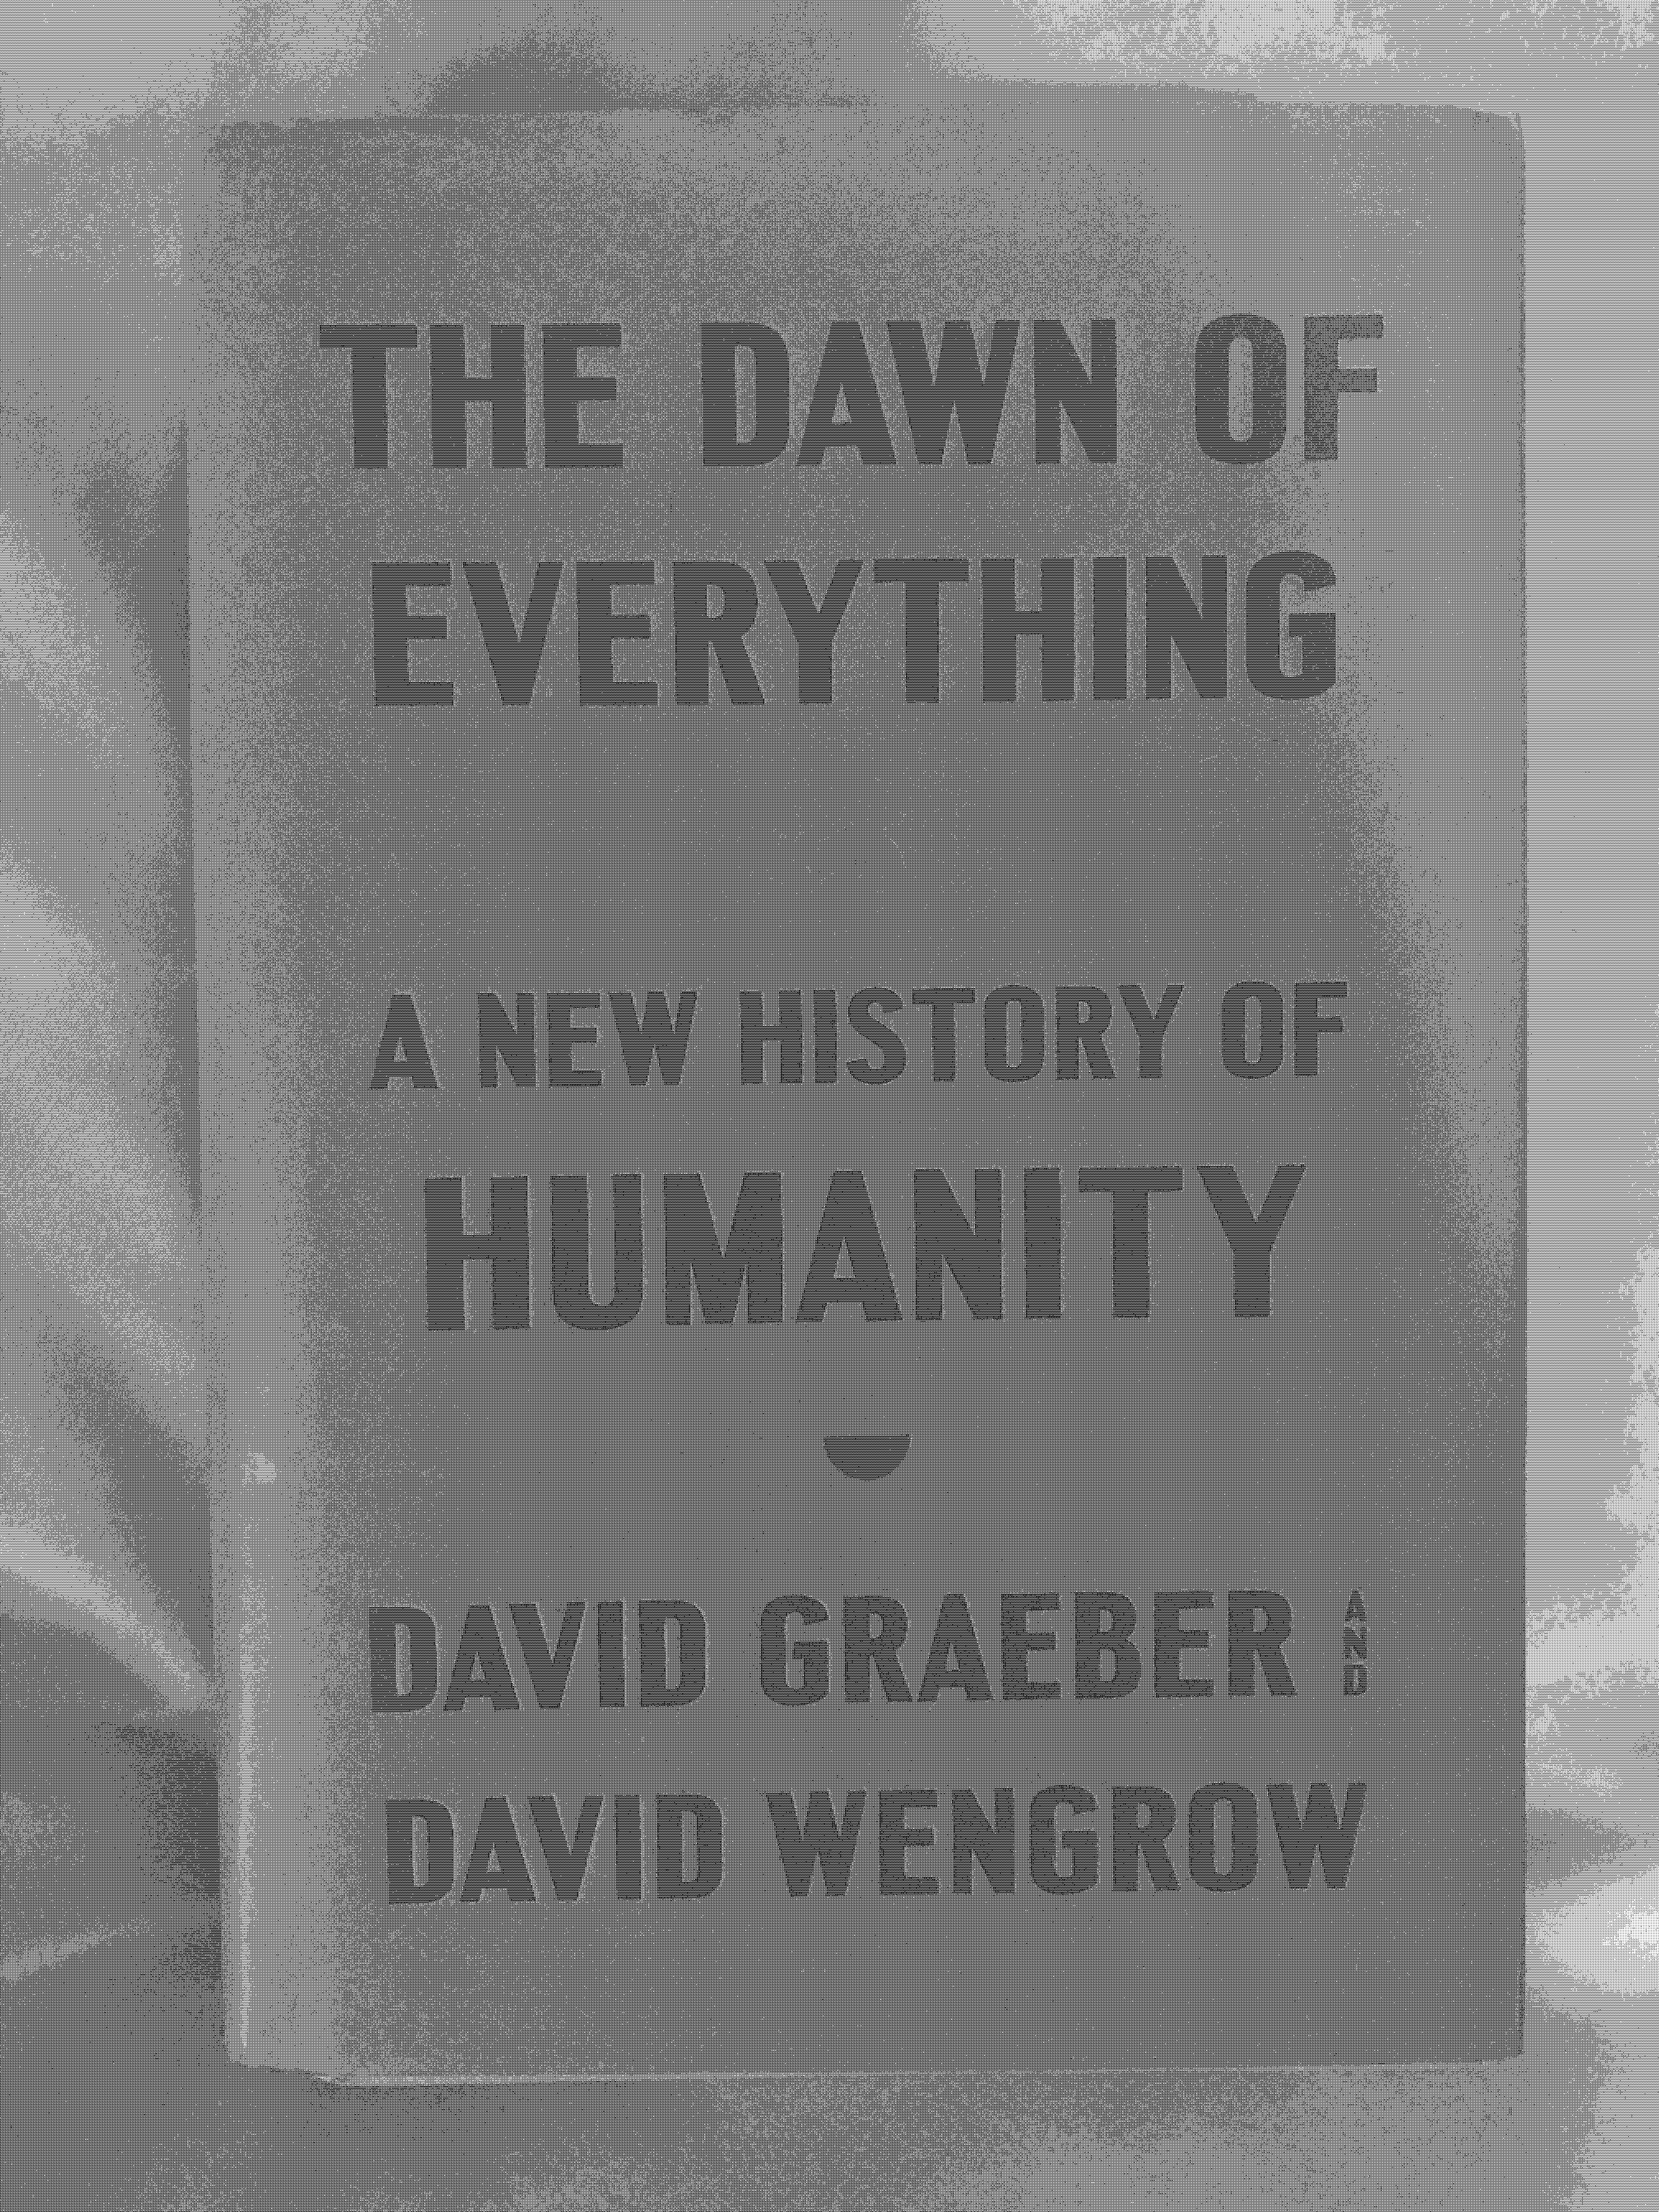 THE DAWN OF
EVERYTHING
A NEW HISTORY OF
HUMANITY
DAVID GRAEBER AND
DAVID WENGROW